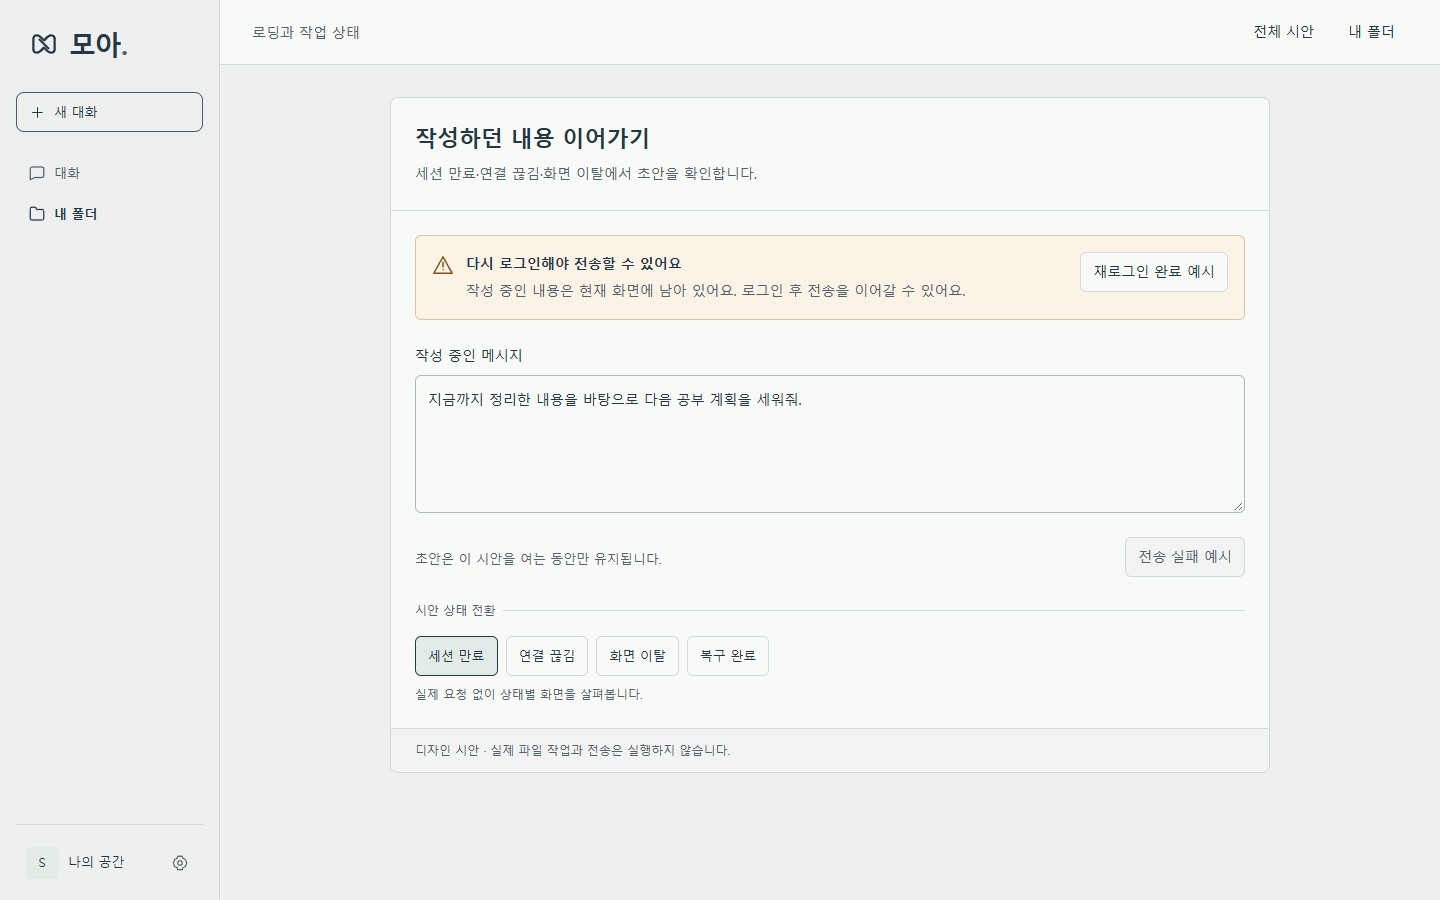 모아.
새 대화
대화
내 폴더
S 나의 공간
로딩과 작업 상태
전체 시안 내 폴더
작성하던 내용 이어가기
세션 만료·연결 끊김·화면 이탈에서 초안을 확인합니다.
다시 로그인해야 전송할 수 있어요
작성 중인 내용은 현재 화면에 남아 있어요. 로그인 후 전송을 이어갈 수 있어요.
재로그인 완료 예시
작성 중인 메시지
지금까지 정리한 내용을 바탕으로 다음 공부 계획을 세워줘.
초안은 이 시안을 여는 동안만 유지됩니다.
전송 실패 예시
시안 상태 전환
세션 만료 연결 끊김 화면 이탈 복구 완료
실제 요청 없이 상태별 화면을 살펴봅니다.
디자인 시안 · 실제 파일 작업과 전송은 실행하지 않습니다.